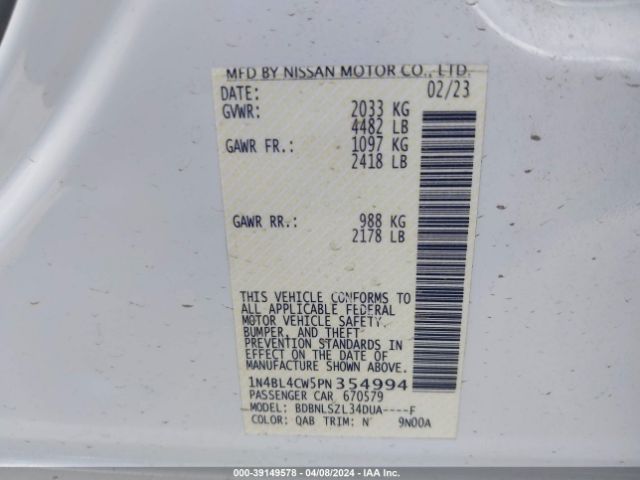 MFD BY NISSAN MOTOR CO., LTD.
DATE: 02/23
GVWR: 2033 KG
4482 LB
GAWR FR.: 1097 KG
2418 LB
GAWR RR.: 988 KG
2178 LB
THIS VEHICLE CONFORMS TO
ALL APPLICABLE FEDERAL
MOTOR VEHICLE SAFETY,
BUMPER, AND THEFT
PREVENTION STANDARDS IN
EFFECT ON THE DATE OF
MANUFACTURE SHOWN ABOVE.
1N4BL4CW5PN354994
PASSENGER CAR 670579
MODEL: BDBNLSZL34DUA----F
COLOR: QAB TRIM: N 9N00A
000-39149578 - 04/08/2024 - IAA Inc.